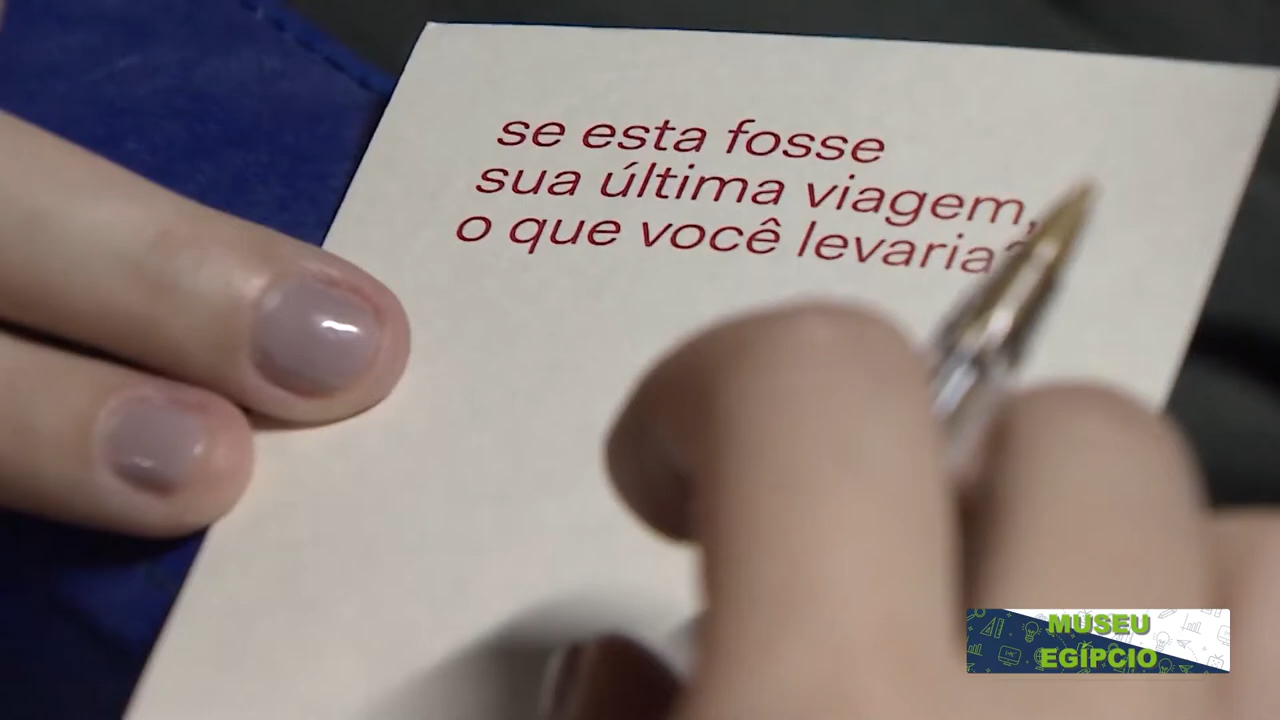 se esta fosse
sua última viagem,
o que você levaria?
MUSEU
EGÍPCIO